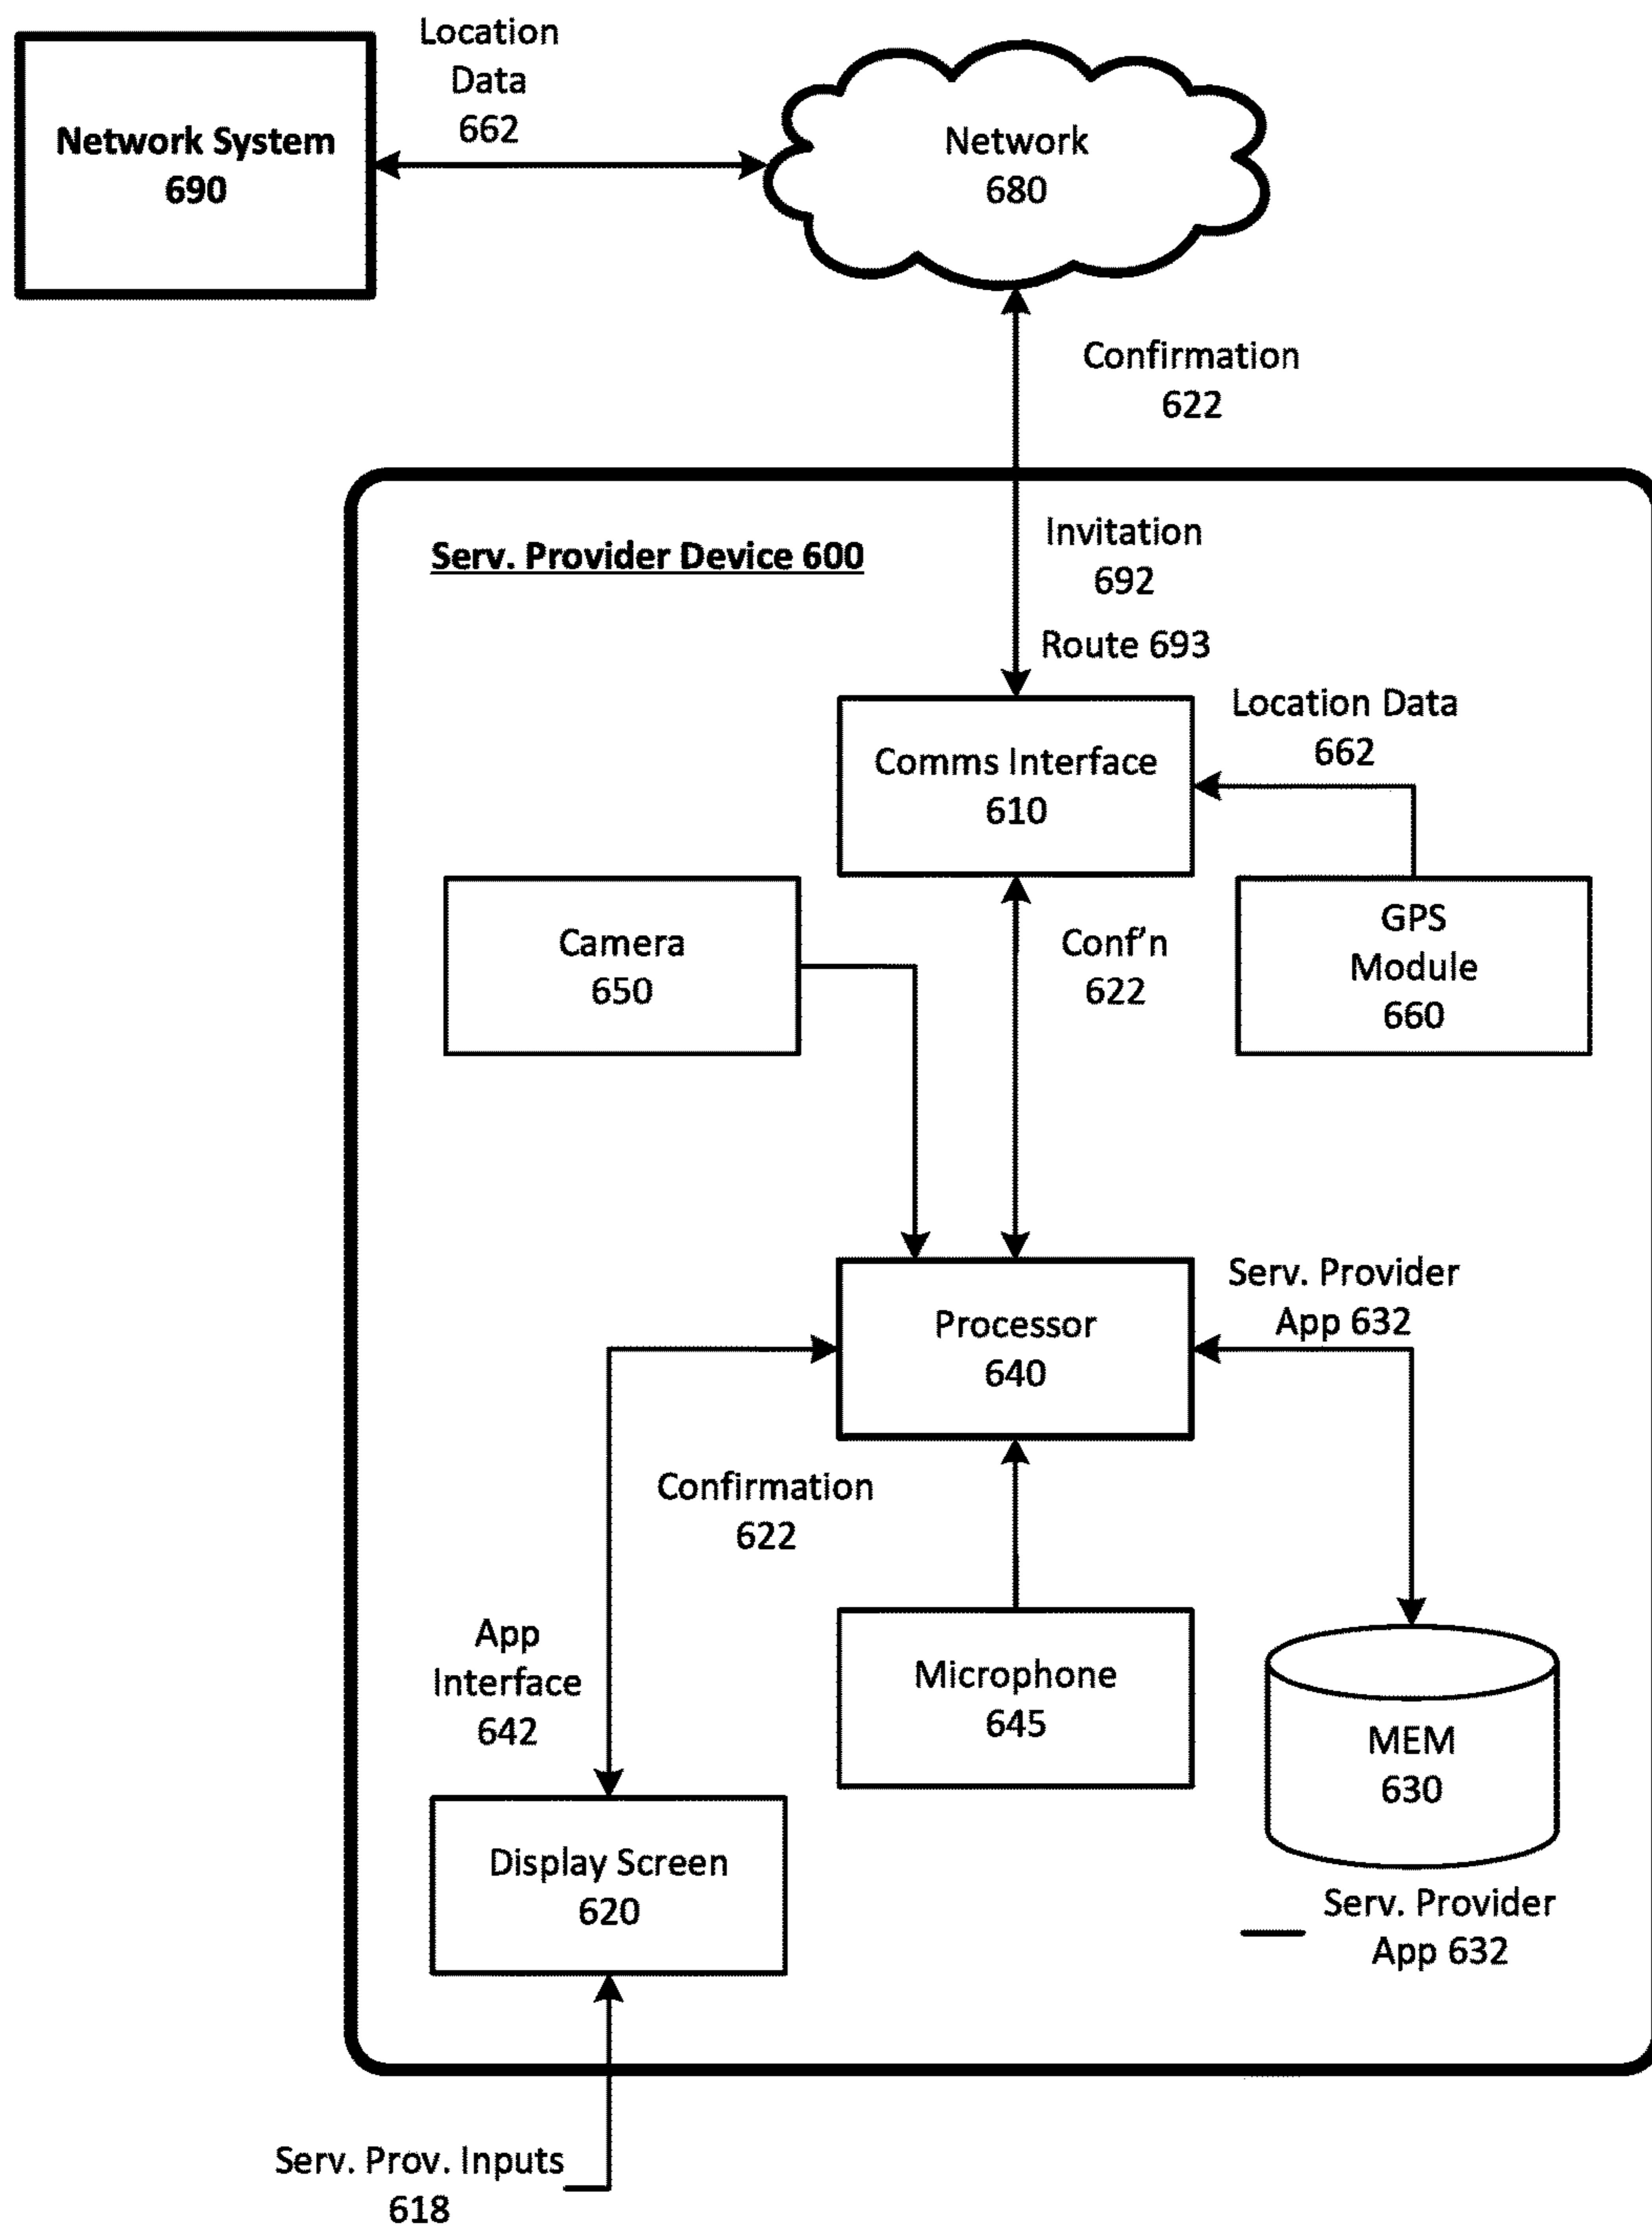 Location
Data
662
Network System
690
Network
680
Confirmation
622
Serv. Provider Device 600
Invitation
692
Route 693
Location Data
662
Comms Interface
610
GPS
Module
660
Camera
650
Conf'n
622
Serv. Provider
App 632
Processor
640
Confirmation
622
App
Interface
642
Microphone
645
MEM
630
Display Screen
620
Serv. Provider
App 632
Serv. Prov. Inputs
618